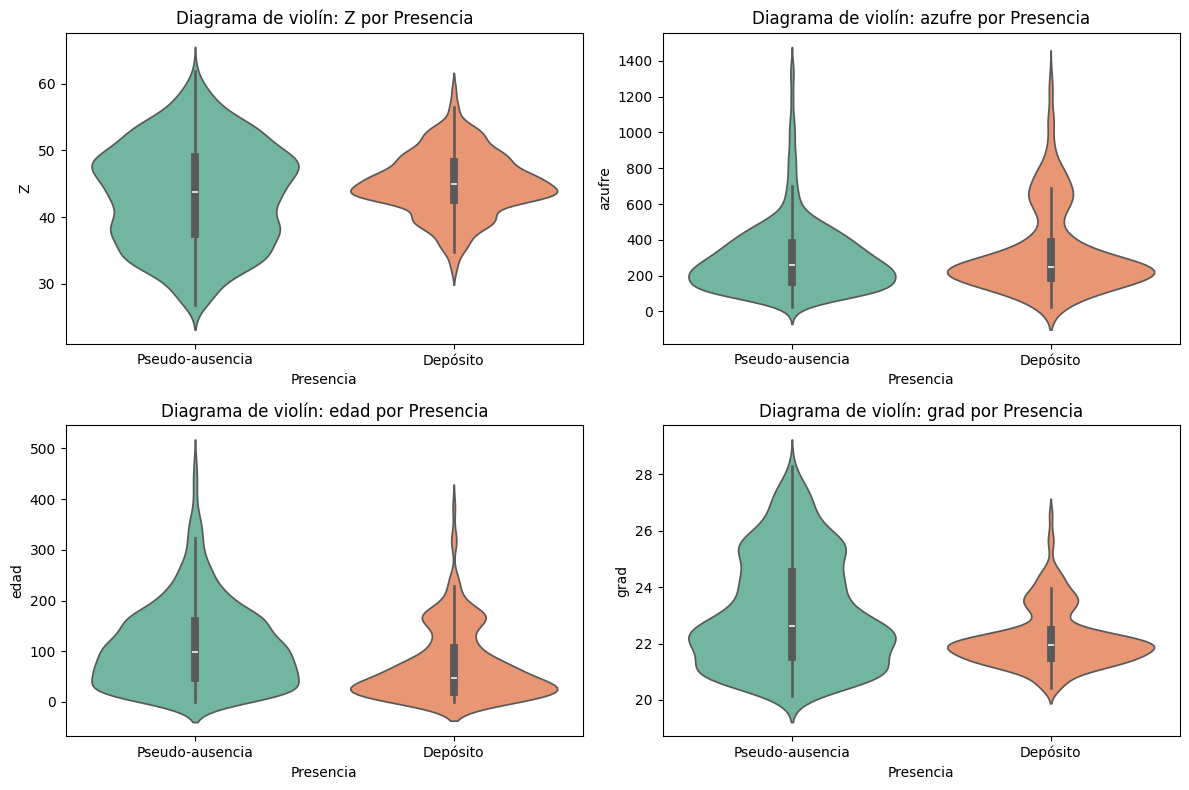 Diagrama de violín: Z por Presencia
Z
60
50
40
30
Pseudo-ausencia
Depósito
Presencia
Diagrama de violín: azufre por Presencia
azufre
1400
1200
1000
800
600
400
200
0
Pseudo-ausencia
Depósito
Presencia
Diagrama de violín: edad por Presencia
edad
500
400
300
200
100
0
Pseudo-ausencia
Depósito
Presencia
Diagrama de violín: grad por Presencia
grad
28
26
24
22
20
Pseudo-ausencia
Depósito
Presencia